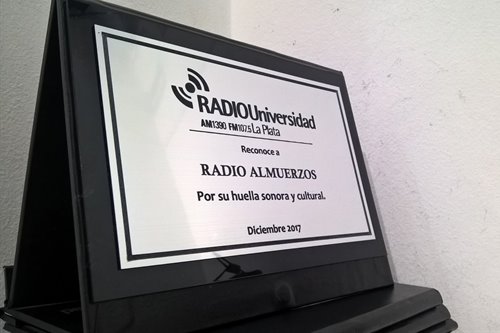 RADIOUniversidad
AM1390 FM107.5 La Plata
Reconoce a
RADIO ALMUERZOS
Por su huella sonora y cultural.
Diciembre 2017